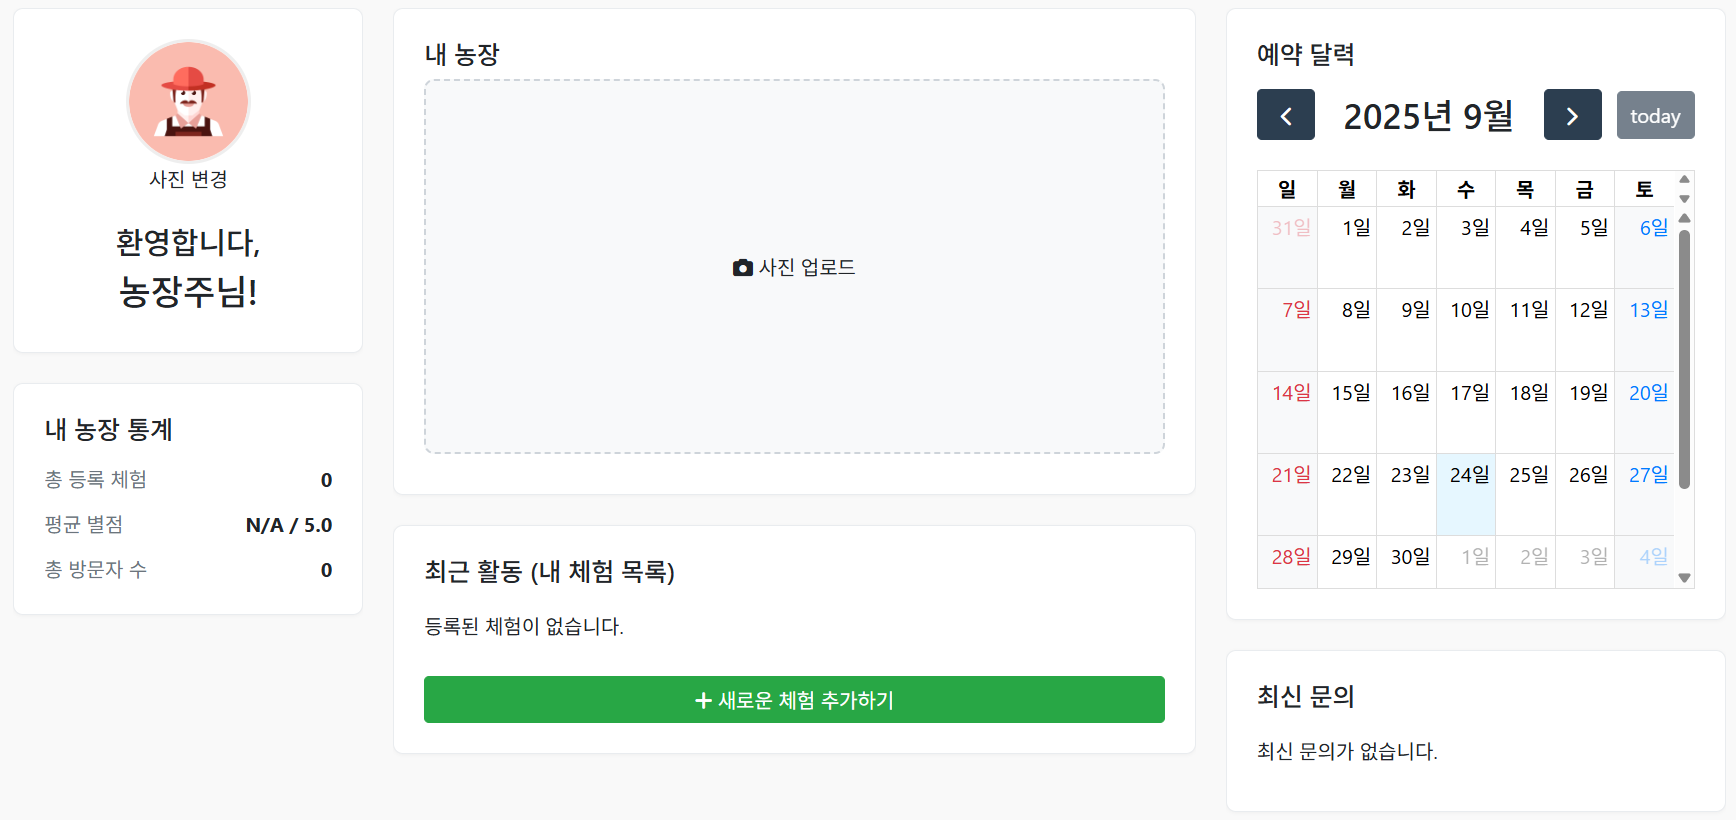 사진 변경
환영합니다,
농장주님!
내 농장 통계
총 등록 체험 0
평균 별점 N/A / 5.0
총 방문자 수 0
내 농장
사진 업로드
최근 활동 (내 체험 목록)
등록된 체험이 없습니다.
+ 새로운 체험 추가하기
예약 달력
2025년 9월 today
일 월 화 수 목 금 토
31일 1일 2일 3일 4일 5일 6일
7일 8일 9일 10일 11일 12일 13일
14일 15일 16일 17일 18일 19일 20일
21일 22일 23일 24일 25일 26일 27일
28일 29일 30일 1일 2일 3일 4일
최신 문의
최신 문의가 없습니다.